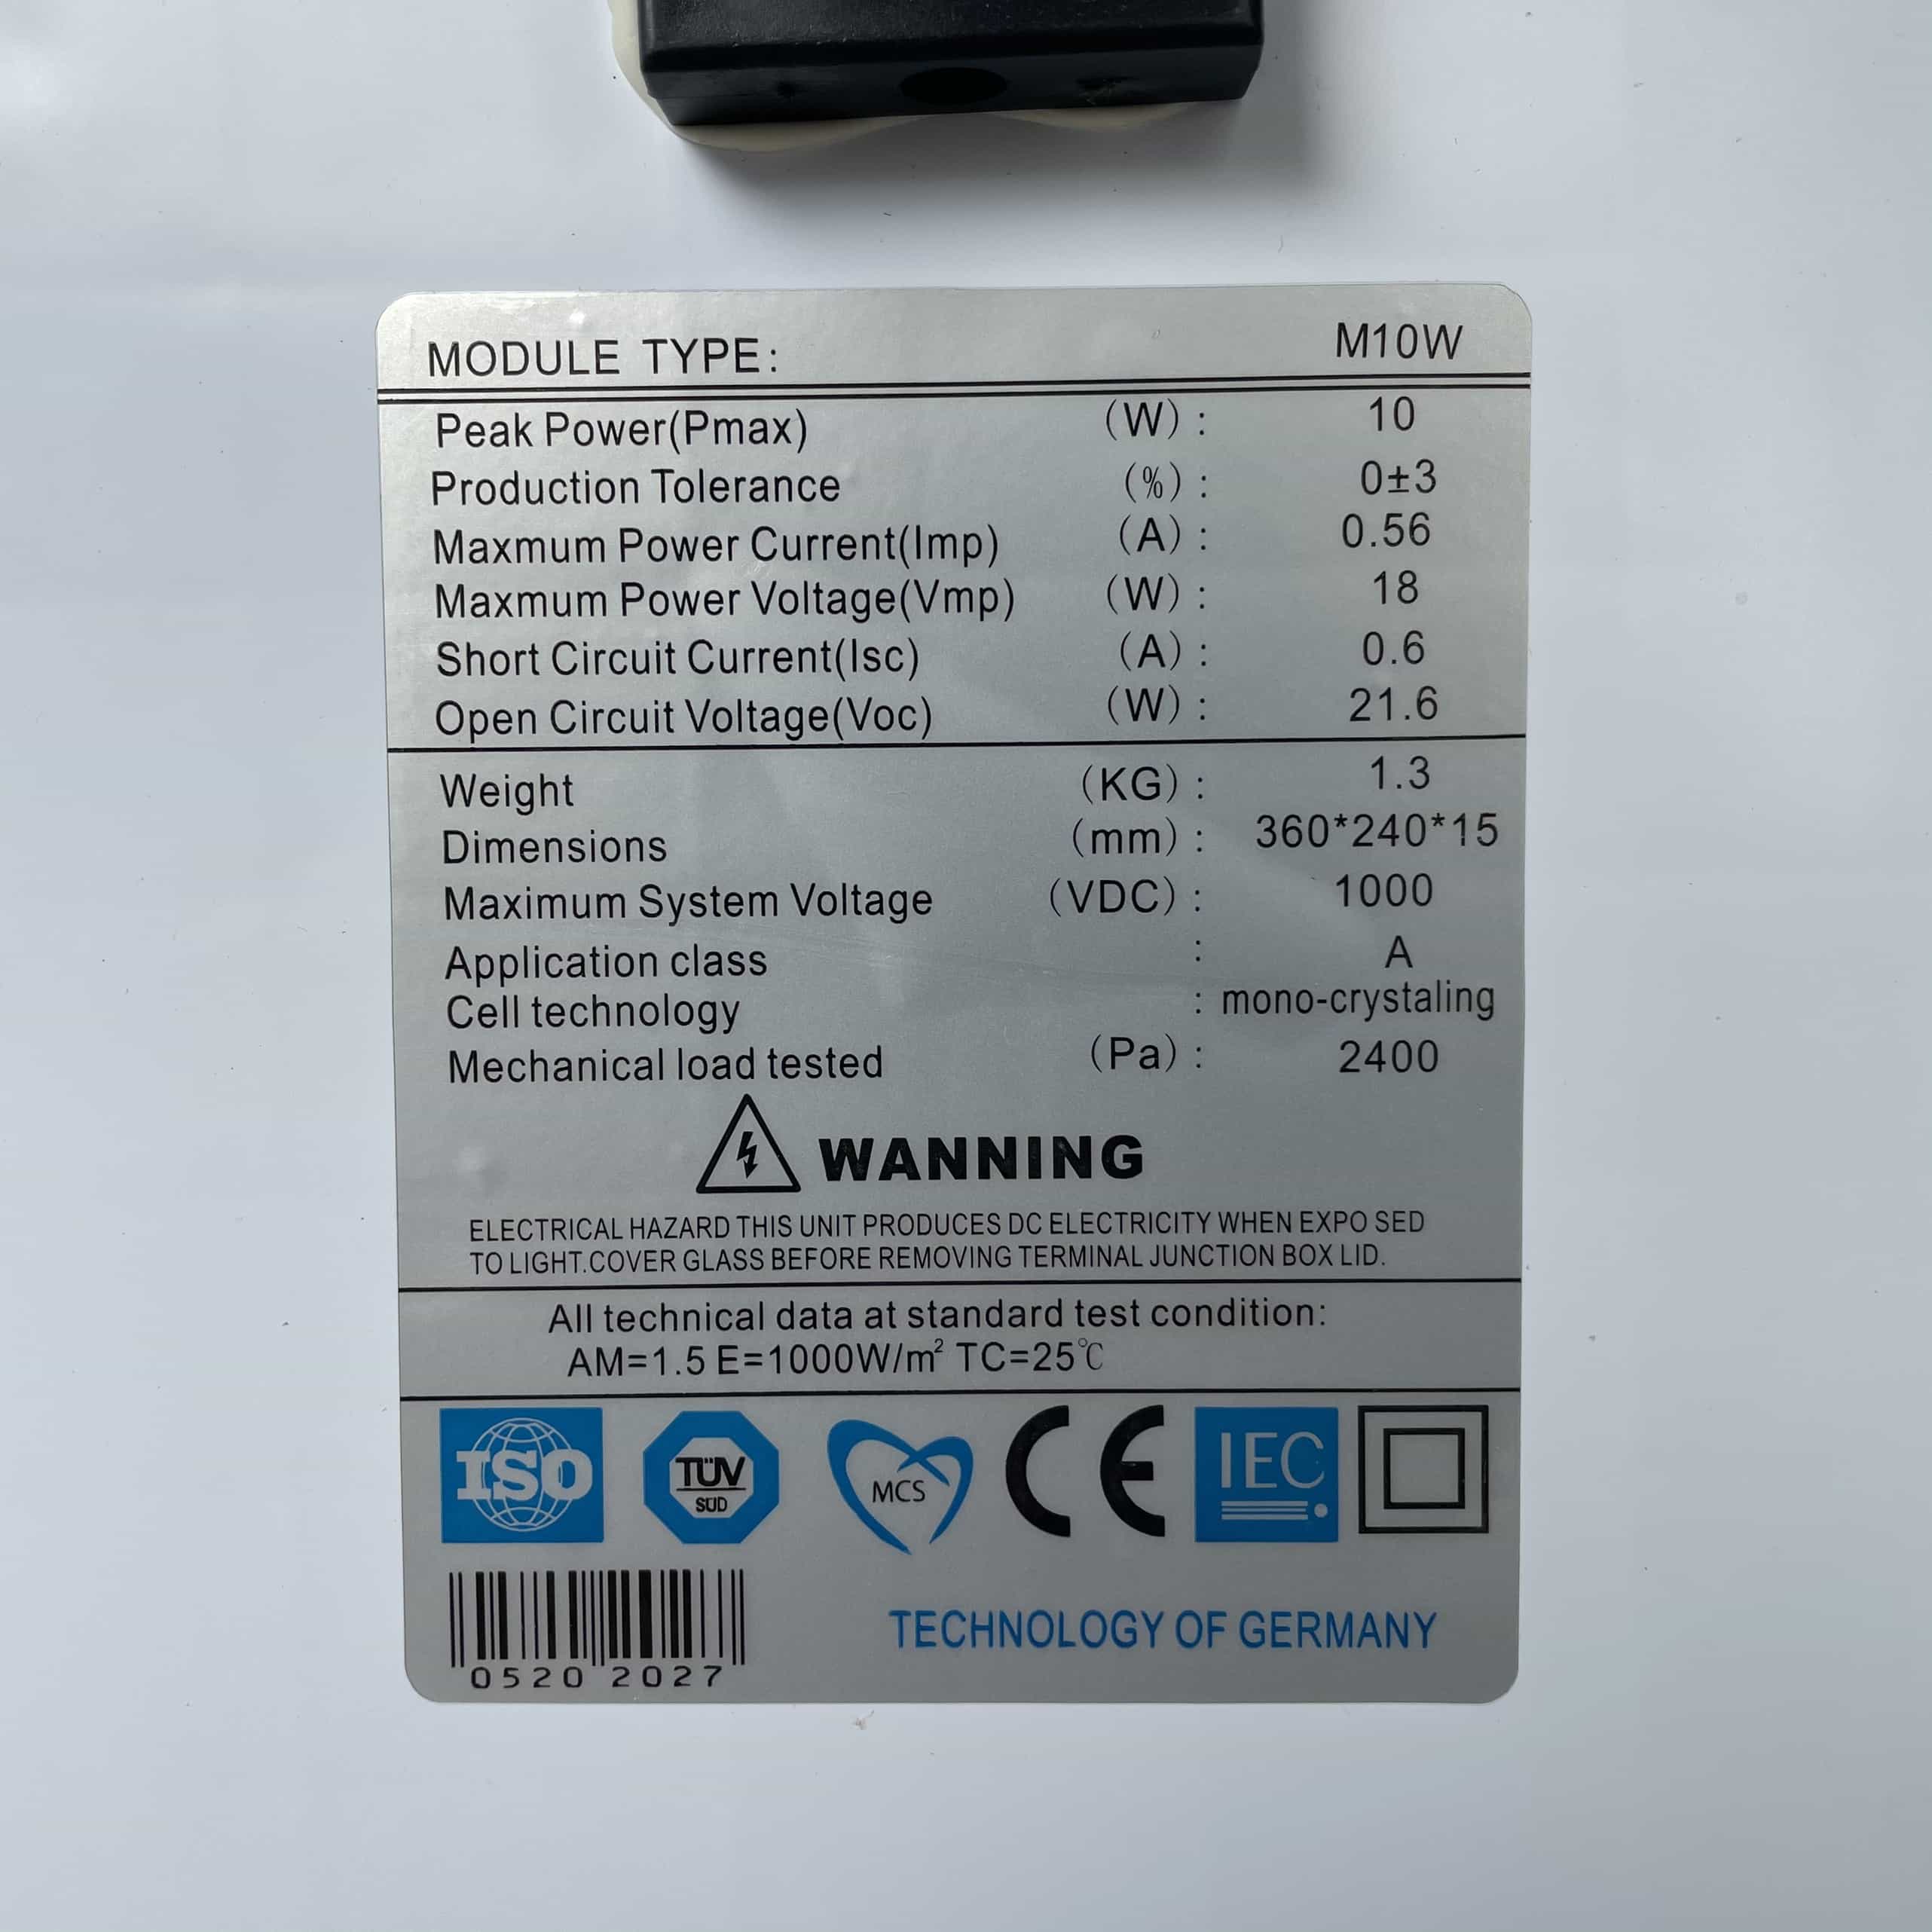 MODULE TYPE: M10W
Peak Power(Pmax) (W) : 10
Production Tolerance (%) : 0±3
Maxmum Power Current(Imp) (A) : 0.56
Maxmum Power Voltage(Vmp) (W) : 18
Short Circuit Current(Isc) (A) : 0.6
Open Circuit Voltage(Voc) (W) : 21.6
Weight (KG) : 1.3
Dimensions (mm) : 360*240*15
Maximum System Voltage (VDC) : 1000
Application class : A
Cell technology : mono-crystaling
Mechanical load tested (Pa) : 2400
WANNING
ELECTRICAL HAZARD THIS UNIT PRODUCES DC ELECTRICITY WHEN EXPO SED
TO LIGHT.COVER GLASS BEFORE REMOVING TERMINAL JUNCTION BOX LID.
All technical data at standard test condition:
AM=1.5 E=1000W/m² TC=25℃
ISO TÜV SÜD MCS CE IEC
0520 2027 TECHNOLOGY OF GERMANY